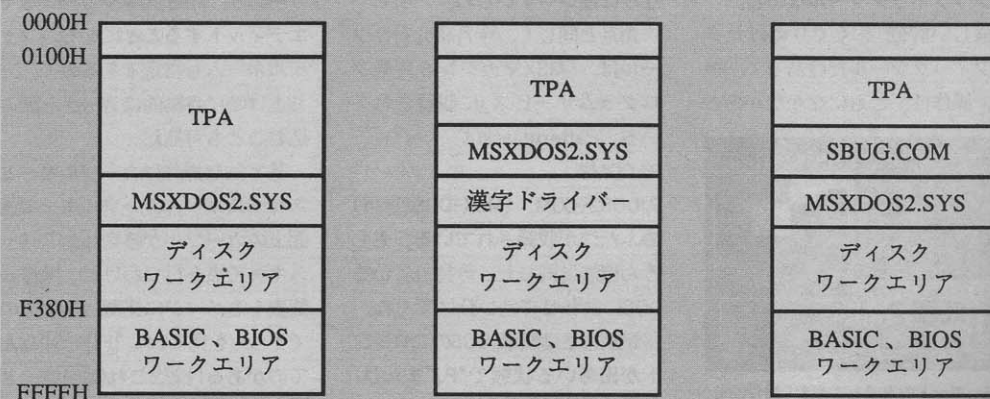 0000H
0100H
TPA
MSXDOS2.SYS
ディスク
ワークエリア
F380H
BASIC、BIOS
ワークエリア
FFFFH
TPA
MSXDOS2.SYS
漢字ドライバー
ディスク
ワークエリア
BASIC、BIOS
ワークエリア
TPA
SBUG.COM
MSXDOS2.SYS
ディスク
ワークエリア
BASIC、BIOS
ワークエリア